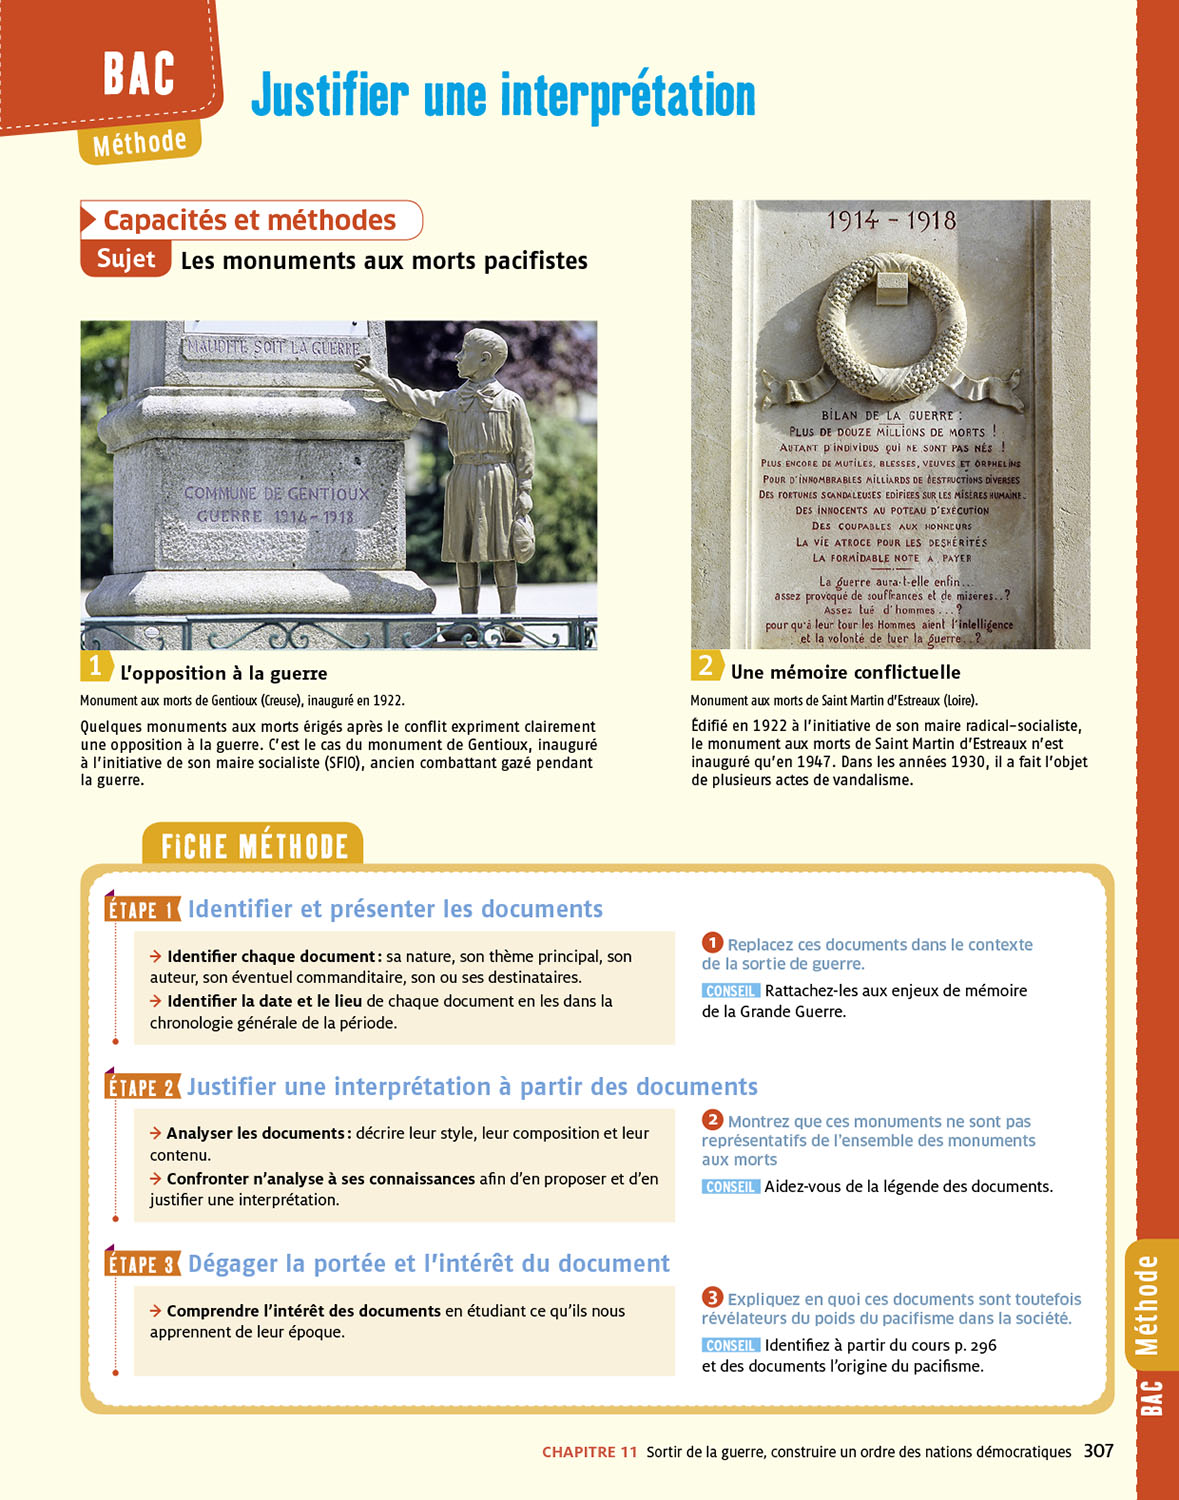 BAC
Méthode
Justifier une interprétation
Capacités et méthodes
Sujet Les monuments aux morts pacifistes
MAUDITE SOIT LA GUERRE
COMMUNE DE GENTIOUX
GUERRE 1914-1918
1 L'opposition à la guerre
Monument aux morts de Gentioux (Creuse), inauguré en 1922.
Quelques monuments aux morts érigés après le conflit expriment clairement
une opposition à la guerre. C'est le cas du monument de Gentioux, inauguré
à l'initiative de son maire socialiste (SFIO), ancien combattant gazé pendant
la guerre.
1914 - 1918
BILAN DE LA GUERRE :
PLUS DE DOUZE MILLIONS DE MORTS !
AUTANT D'INDIVIDUS QUI NE SONT PAS NÉS !
PLUS ENCORE DE MUTILES, BLESSES, VEUVES ET ORPHELINS
POUR D'INNOMBRABLES MILLIARDS DE DESTRUCTIONS DIVERSES
DES FORTUNES SCANDALEUSES EDIFIEES SUR LES MISÈRES HUMAINES
DES INNOCENTS AU POTEAU D'EXÉCUTION
DES COUPABLES AUX HONNEURS
LA VIE ATROCE POUR LES DESHÉRITÉS
LA FORMIDABLE NOTE A PAYER
La guerre aura-t-elle enfin...
assez provoqué de souffrances et de misères..?
Assez tué d'hommes ...?
pour qu'à leur tour les Hommes aient l'intelligence
et la volonté de tuer la guerre..?
2 Une mémoire conflictuelle
Monument aux morts de Saint Martin d'Estreaux (Loire).
Édifié en 1922 à l'initiative de son maire radical-socialiste,
le monument aux morts de Saint Martin d'Estreaux n'est
inauguré qu'en 1947. Dans les années 1930, il a fait l'objet
de plusieurs actes de vandalisme.
FICHE MÉTHODE
ÉTAPE 1 Identifier et présenter les documents
→ Identifier chaque document : sa nature, son thème principal, son
auteur, son éventuel commanditaire, son ou ses destinataires.
→ Identifier la date et le lieu de chaque document en les dans la
chronologie générale de la période.
1 Replacez ces documents dans le contexte
de la sortie de guerre.
CONSEIL Rattachez-les aux enjeux de mémoire
de la Grande Guerre.
ÉTAPE 2 Justifier une interprétation à partir des documents
→ Analyser les documents : décrire leur style, leur composition et leur
contenu.
→ Confronter n'analyse à ses connaissances afin d'en proposer et d'en
justifier une interprétation.
2 Montrez que ces monuments ne sont pas
représentatifs de l'ensemble des monuments
aux morts
CONSEIL Aidez-vous de la légende des documents.
ÉTAPE 3 Dégager la portée et l'intérêt du document
→ Comprendre l'intérêt des documents en étudiant ce qu'ils nous
apprennent de leur époque.
3 Expliquez en quoi ces documents sont toutefois
révélateurs du poids du pacifisme dans la société.
CONSEIL Identifiez à partir du cours p. 296
et des documents l'origine du pacifisme.
Méthode
BAC
CHAPITRE 11 Sortir de la guerre, construire un ordre des nations démocratiques 307